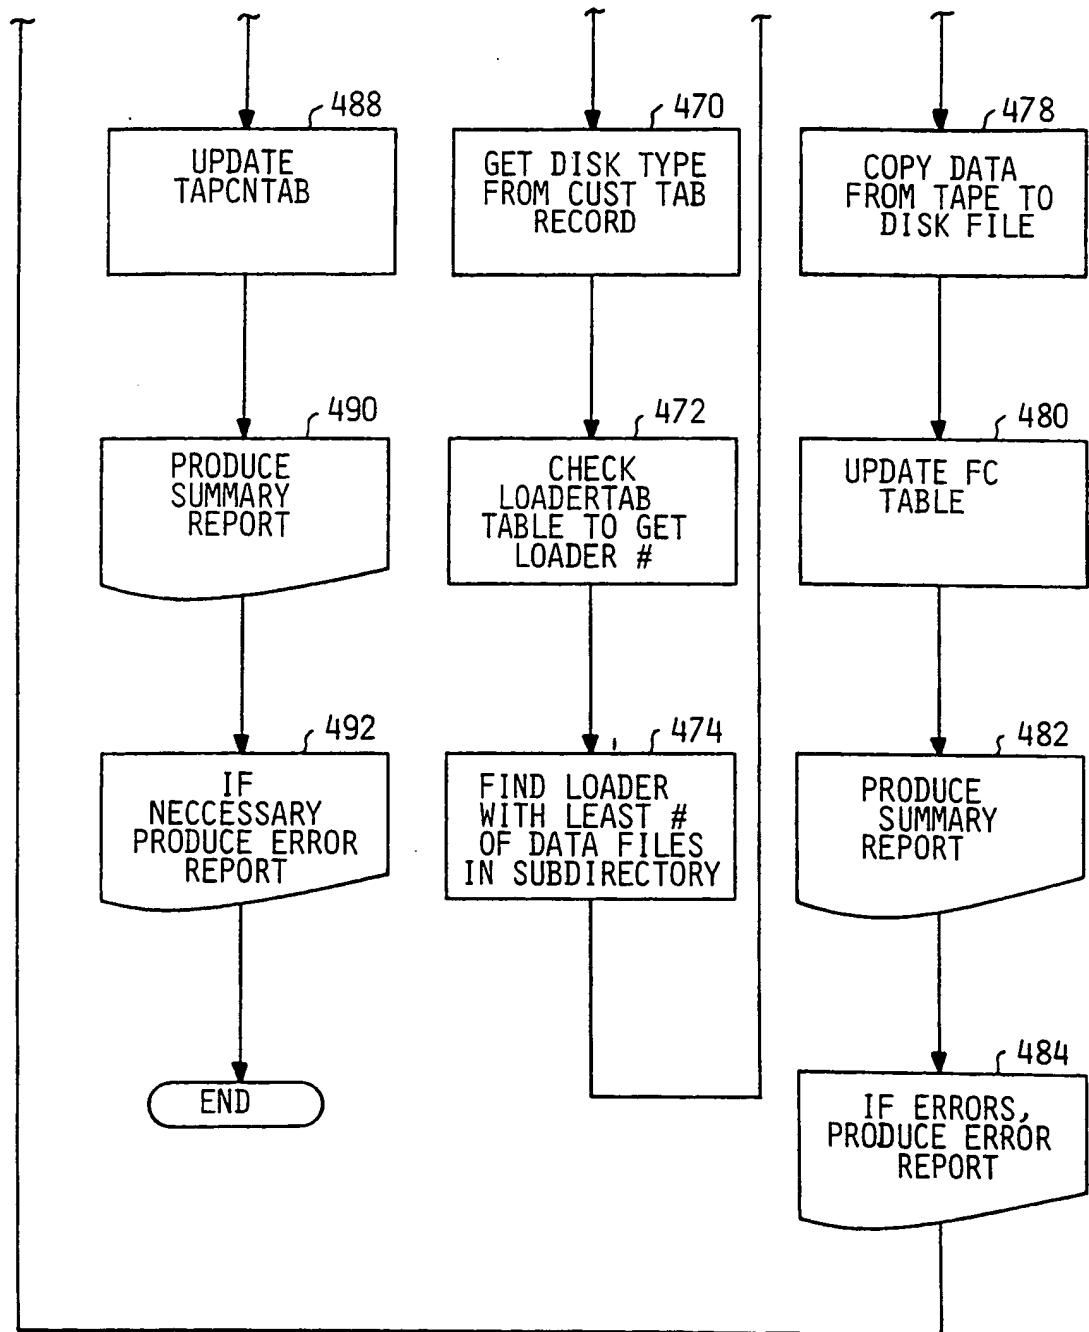 488
UPDATE
TAPCNTAB
490
PRODUCE
SUMMARY
REPORT
492
IF
NECCESSARY
PRODUCE ERROR
REPORT
END
470
GET DISK TYPE
FROM CUST TAB
RECORD
472
CHECK
LOADERTAB
TABLE TO GET
LOADER #
474
FIND LOADER
WITH LEAST #
OF DATA FILES
IN SUBDIRECTORY
478
COPY DATA
FROM TAPE TO
DISK FILE
480
UPDATE FC
TABLE
482
PRODUCE
SUMMARY
REPORT
484
IF ERRORS,
PRODUCE ERROR
REPORT